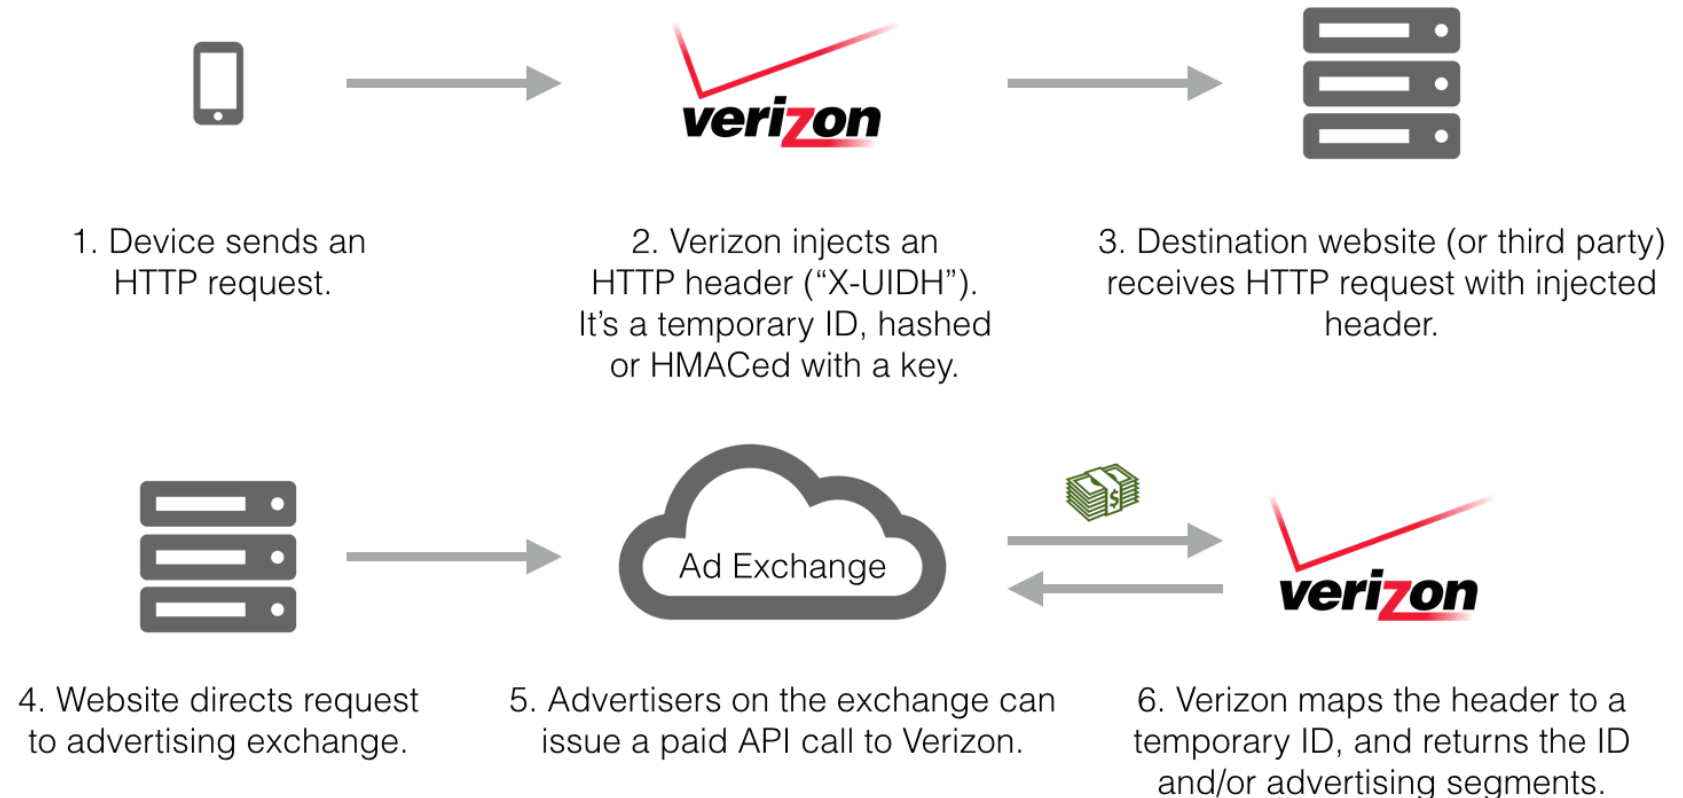 verizon
1. Device sends an
HTTP request.
2. Verizon injects an
HTTP header (“X-UIDH”).
It’s a temporary ID, hashed
or HMACed with a key.
3. Destination website (or third party)
receives HTTP request with injected
header.
Ad Exchange
$
verizon
4. Website directs request
to advertising exchange.
5. Advertisers on the exchange can
issue a paid API call to Verizon.
6. Verizon maps the header to a
temporary ID, and returns the ID
and/or advertising segments.